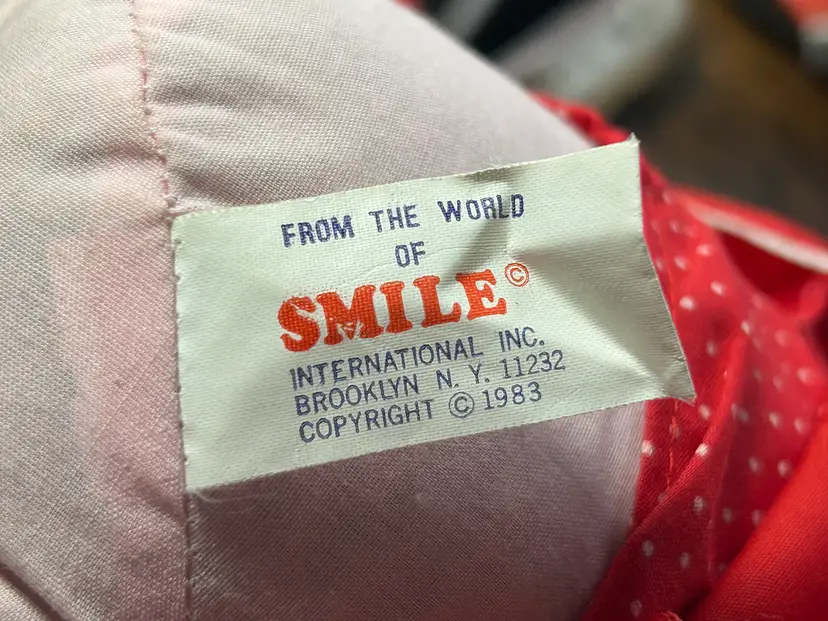 FROM THE WORLD
OF
SMILE©
INTERNATIONAL INC.
BROOKLYN N. Y. 11232
COPYRIGHT © 1983